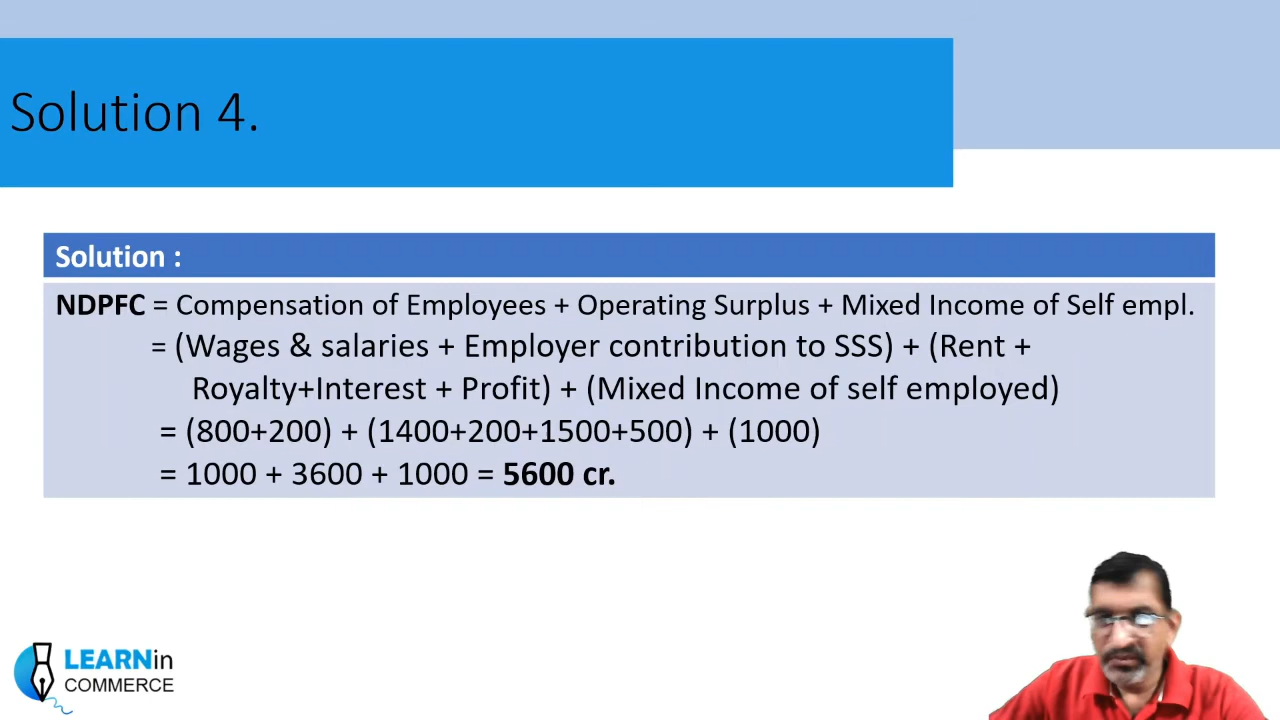 Solution 4.
Solution :
NDPFC = Compensation of Employees + Operating Surplus + Mixed Income of Self empl.
= (Wages & salaries + Employer contribution to SSS) + (Rent +
Royalty+Interest + Profit) + (Mixed Income of self employed)
= (800+200) + (1400+200+1500+500) + (1000)
= 1000 + 3600 + 1000 = 5600 cr.
LEARNin
COMMERCE